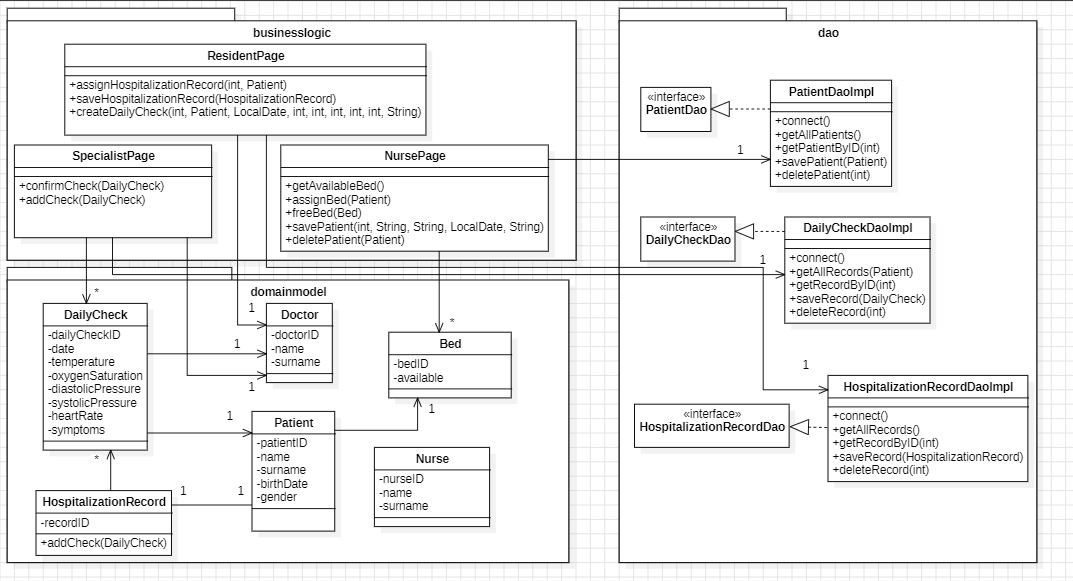 businesslogic
ResidentPage
+assignHospitalizationRecord(int, Patient)
+saveHospitalizationRecord(HospitalizationRecord)
+createDailyCheck(int, Patient, LocalDate, int, int, int, int, int, String)
SpecialistPage
+confirmCheck(DailyCheck)
+addCheck(DailyCheck)
NursePage
+getAvailableBed()
+assignBed(Patient)
+freeBed(Bed)
+savePatient(int, String, String, LocalDate, String)
+deletePatient(Patient)
domainmodel
DailyCheck
-dailyCheckID
-date
-temperature
-oxygenSaturation
-diastolicPressure
-systolicPressure
-heartRate
-symptoms
*
*
Doctor
-doctorID
-name
-surname
1
1
1
Bed
-bedID
-available
*
1
Patient
-patientID
-name
-surname
-birthDate
-gender
1
1
1
Nurse
-nurseID
-name
-surname
HospitalizationRecord
-recordID
+addCheck(DailyCheck)
dao
«interface»
PatientDao
PatientDaoImpl
+connect()
+getAllPatients()
+getPatientByID(int)
+savePatient(Patient)
+deletePatient(int)
1
«interface»
DailyCheckDao
DailyCheckDaoImpl
+connect()
+getAllRecords(Patient)
+getRecordByID(int)
+saveRecord(DailyCheck)
+deleteRecord(int)
1
1
«interface»
HospitalizationRecordDao
HospitalizationRecordDaoImpl
+connect()
+getAllRecords()
+getRecordByID(int)
+saveRecord(HospitalizationRecord)
+deleteRecord(int)